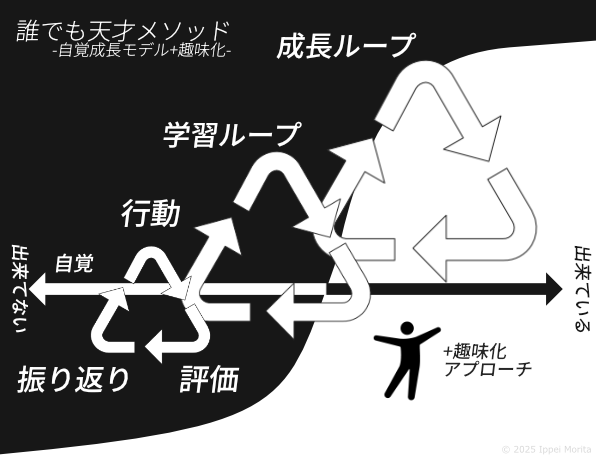 誰でも天才メソッド
-自覚成長モデル+趣味化-
成長ループ
学習ループ
行動
自覚
出来てない
出来ている
振り返り
評価
+趣味化
アプローチ
© 2025 Ippei Morita